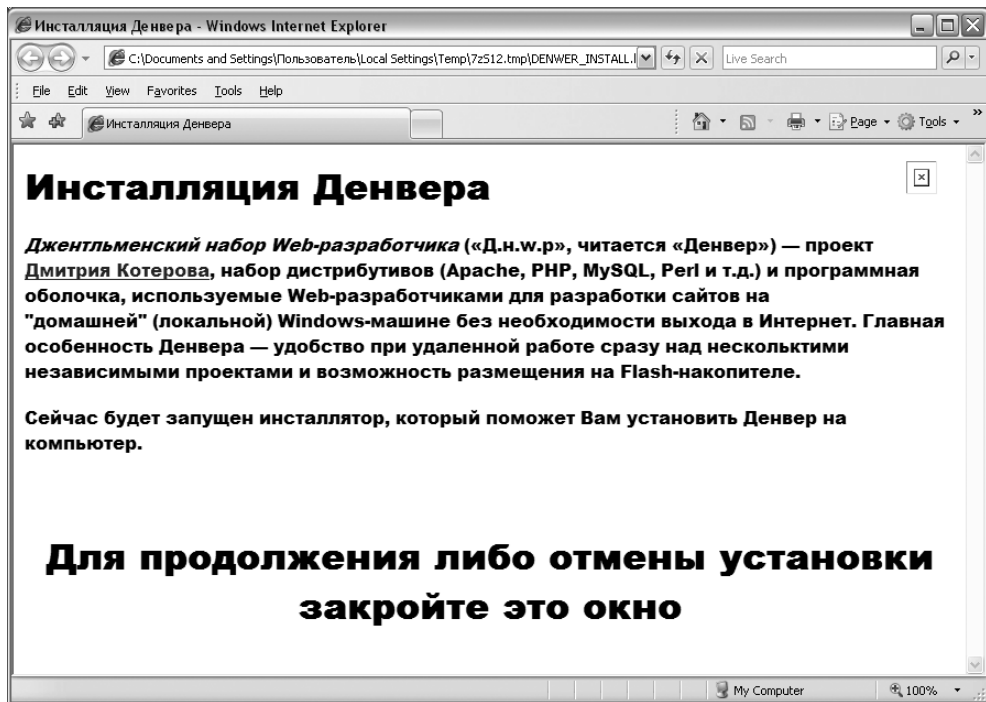 Инсталляция Денвера - Windows Internet Explorer
C:\Documents and Settings\Пользователь\Local Settings\Temp\7zS12.tmp\DENWER_INSTALL.l
Live Search
File Edit View Favorites Tools Help
Инсталляция Денвера
Page Tools »
Инсталляция Денвера
Джентльменский набор Web-разработчика («Д.н.w.р», читается «Денвер») — проект
Дмитрия Котерова, набор дистрибутивов (Apache, PHP, MySQL, Perl и т.д.) и программная
оболочка, используемые Web-разработчиками для разработки сайтов на
"домашней" (локальной) Windows-машине без необходимости выхода в Интернет. Главная
особенность Денвера — удобство при удаленной работе сразу над нескольктими
независимыми проектами и возможность размещения на Flash-накопителе.
Сейчас будет запущен инсталлятор, который поможет Вам установить Денвер на
компьютер.
Для продолжения либо отмены установки
закройте это окно
My Computer
100%